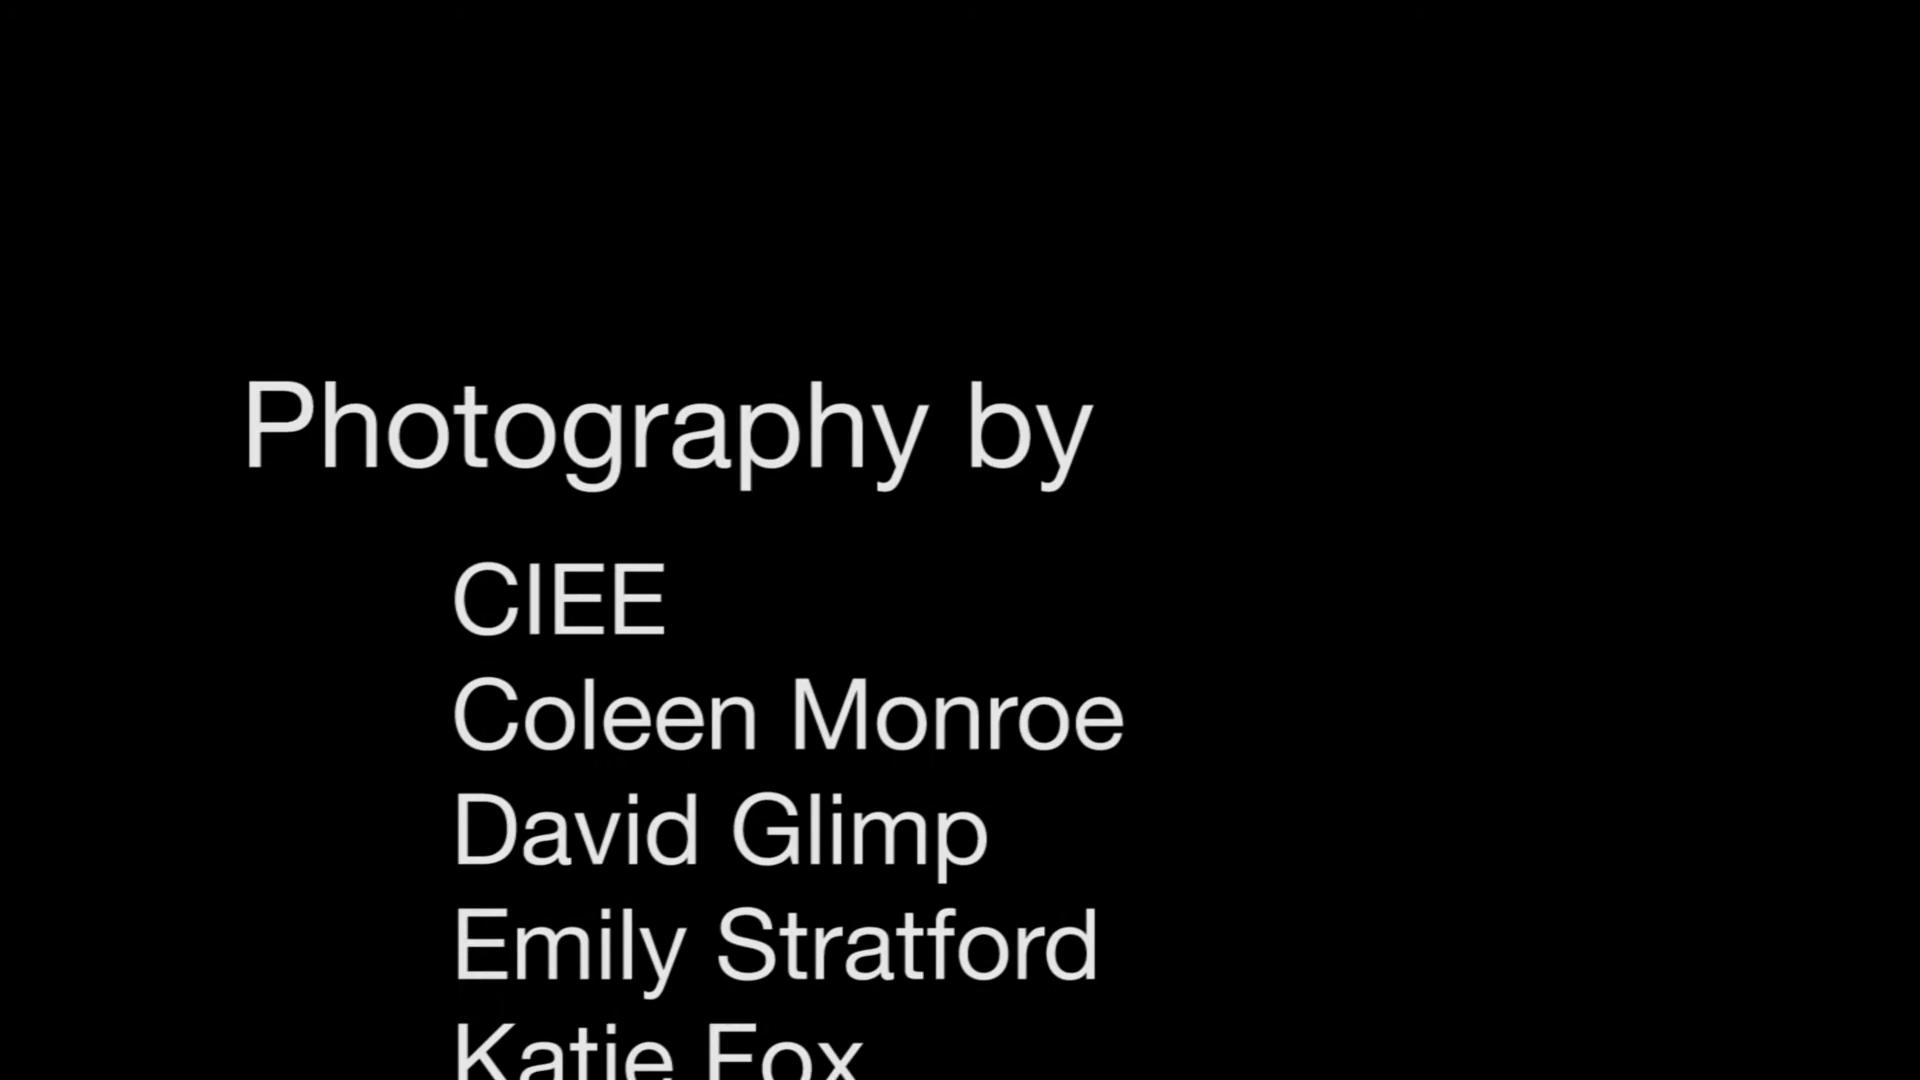 Photography by
CIEE
Coleen Monroe
David Glimp
Emily Stratford
Katie Fox